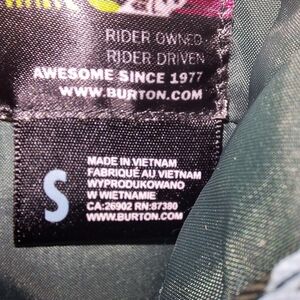 RIDER OWNED
RIDER DRIVEN
AWESOME SINCE 1977
WWW.BURTON.COM
S
MADE IN VIETNAM
FABRIQUÉ AU VIETNAM
WYPRODUKOWANO
W WIETNAMIE
CA:26902 RN:87380
WWW.BURTON.COM